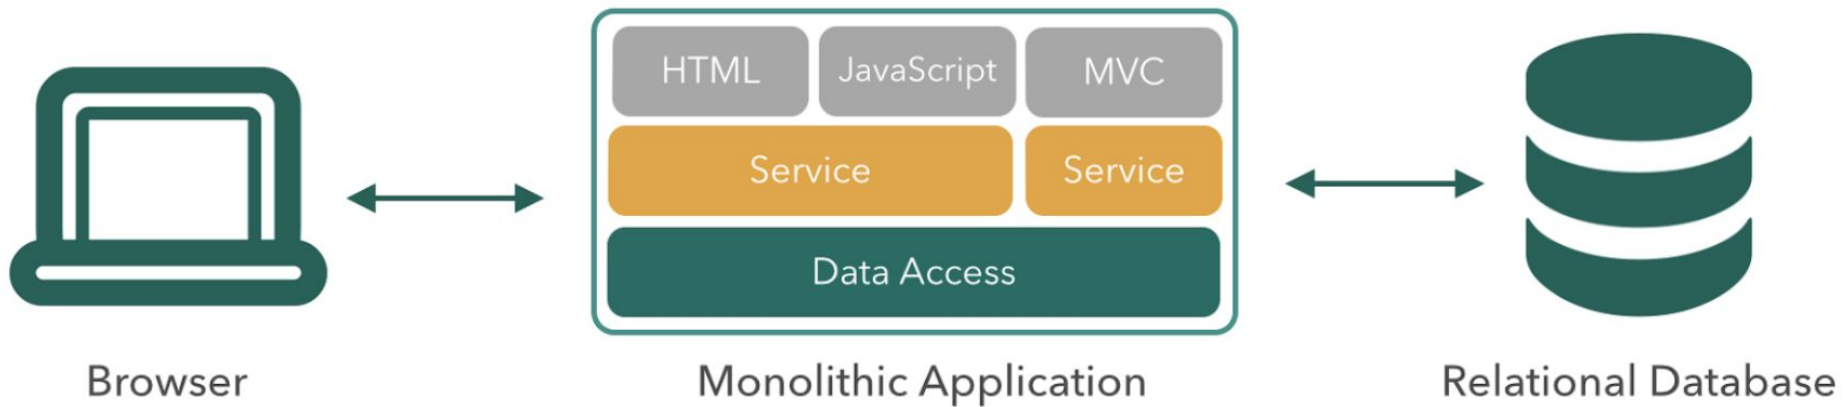 HTML
JavaScript
MVC
Service
Service
Data Access
Browser
Monolithic Application
Relational Database